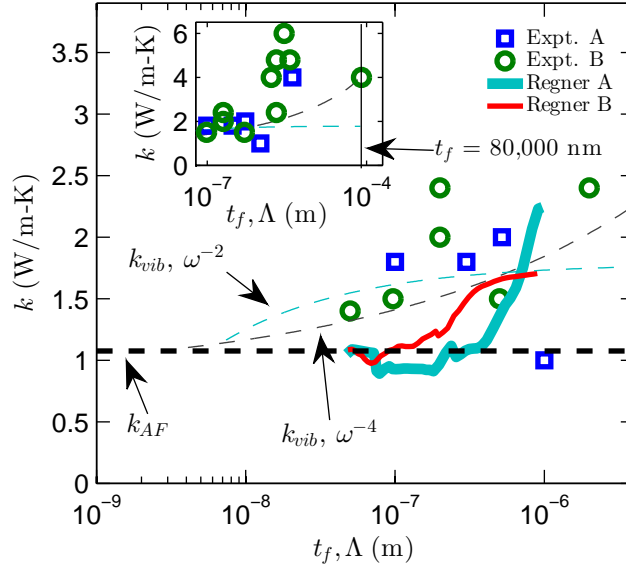 3.5
3
2.5
2
1.5
1
0.5
0
10^-9
10^-8
10^-7
10^-6
k (W/m-K)
t_f, Λ (m)
6
4
2
0
10^-7
10^-4
k (W/m-K)
t_f, Λ (m)
Expt. A
Expt. B
Regner A
Regner B
t_f = 80,000 nm
k_vib, ω^-2
k_AF
k_vib, ω^-4